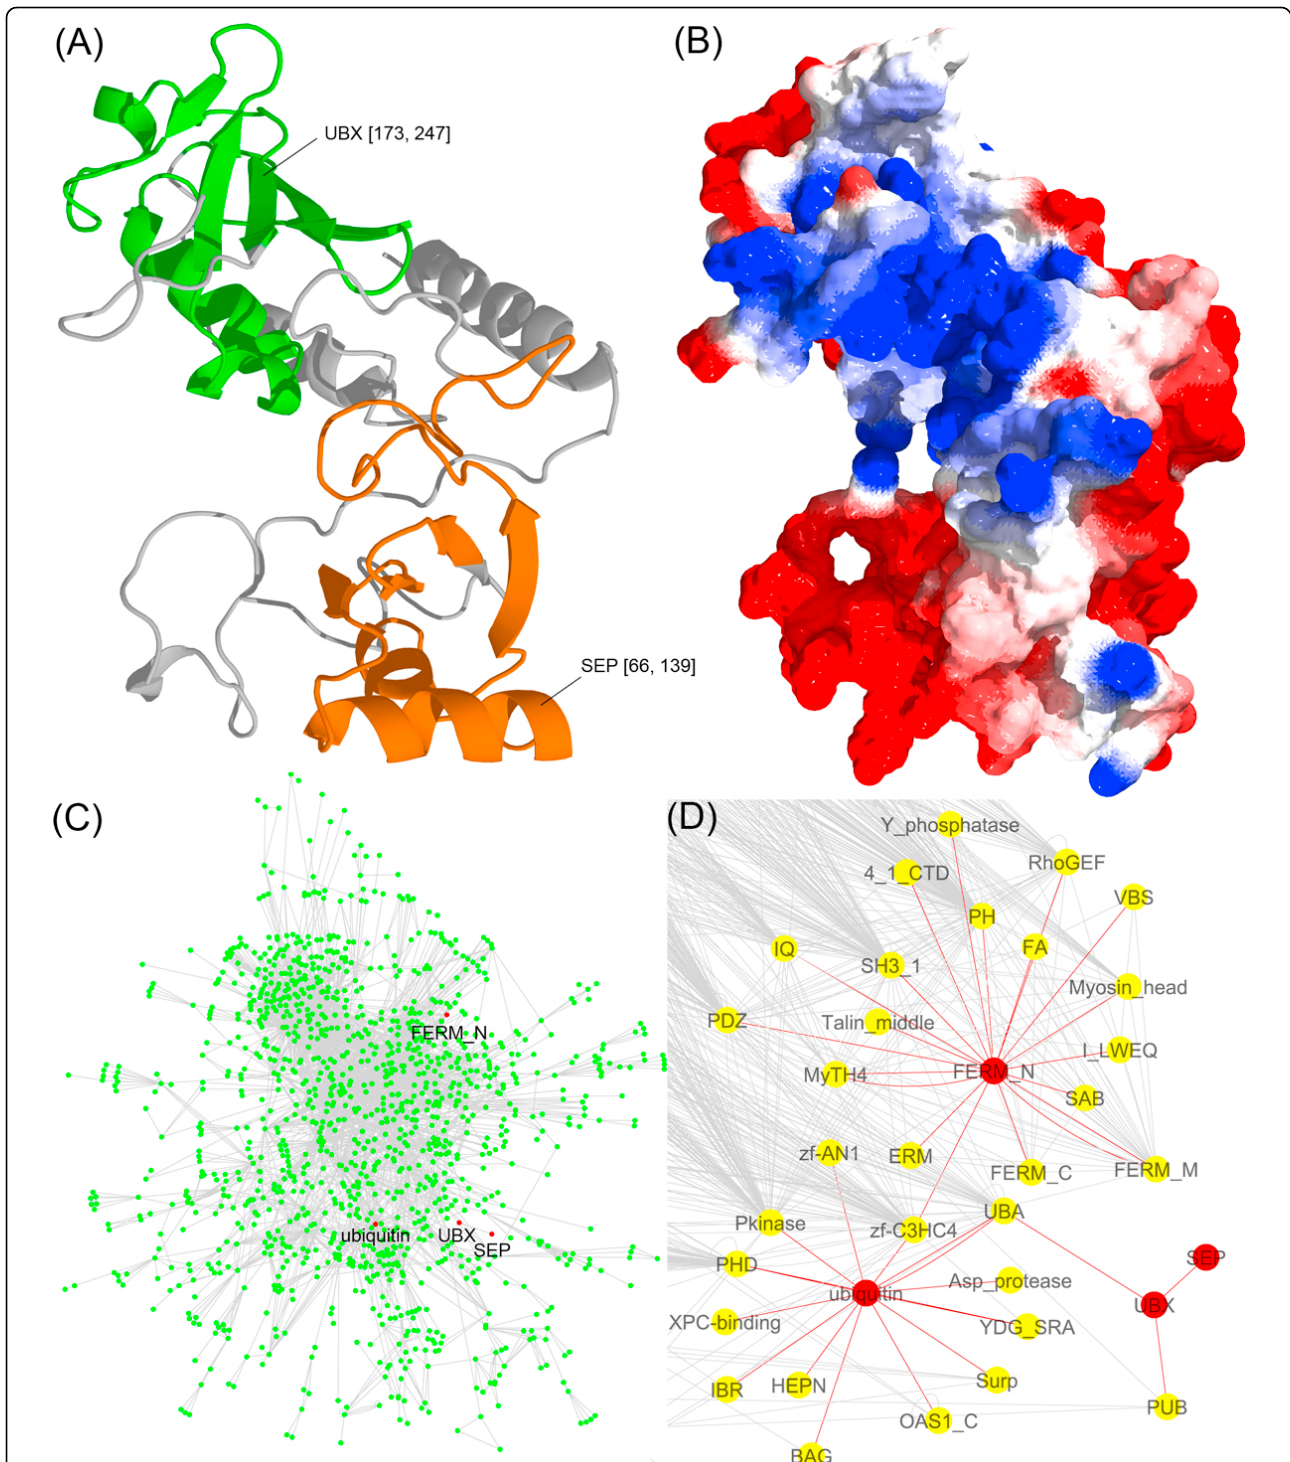 (A)
UBX [173, 247]
SEP [66, 139]
(B)
(C)
FERM_N
ubiquitin
UBX
SEP
(D)
Y_phosphatase
4_1_CTD
RhoGEF
VBS
PH
IQ
FA
SH3_1
Myosin_head
PDZ
Talin_middle
I_LWEQ
MyTH4
FERM_N
SAB
zf-AN1
ERM
FERM_C
FERM_M
UBA
Pkinase
zf-C3HC4
PHD
SEP
Asp_protease
ubiquitin
UBX
XPC-binding
YDG_SRA
IBR
HEPN
Surp
PUB
OAS1_C
BAG